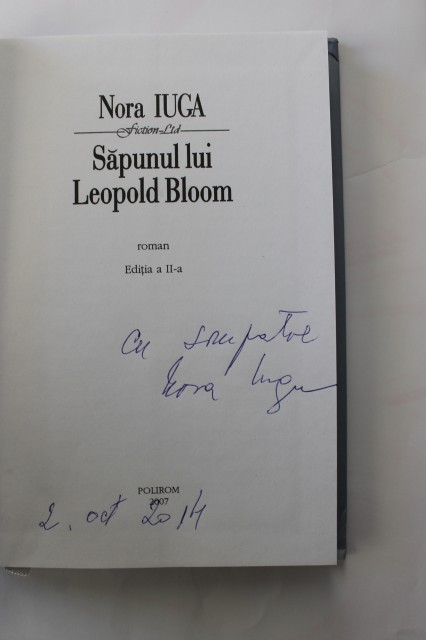 Nora IUGA
Fiction Ltd
Săpunul lui
Leopold Bloom
roman
Ediția a II-a
Cu simpatie
Nora Iuga
POLIROM
2007
2. oct 2014